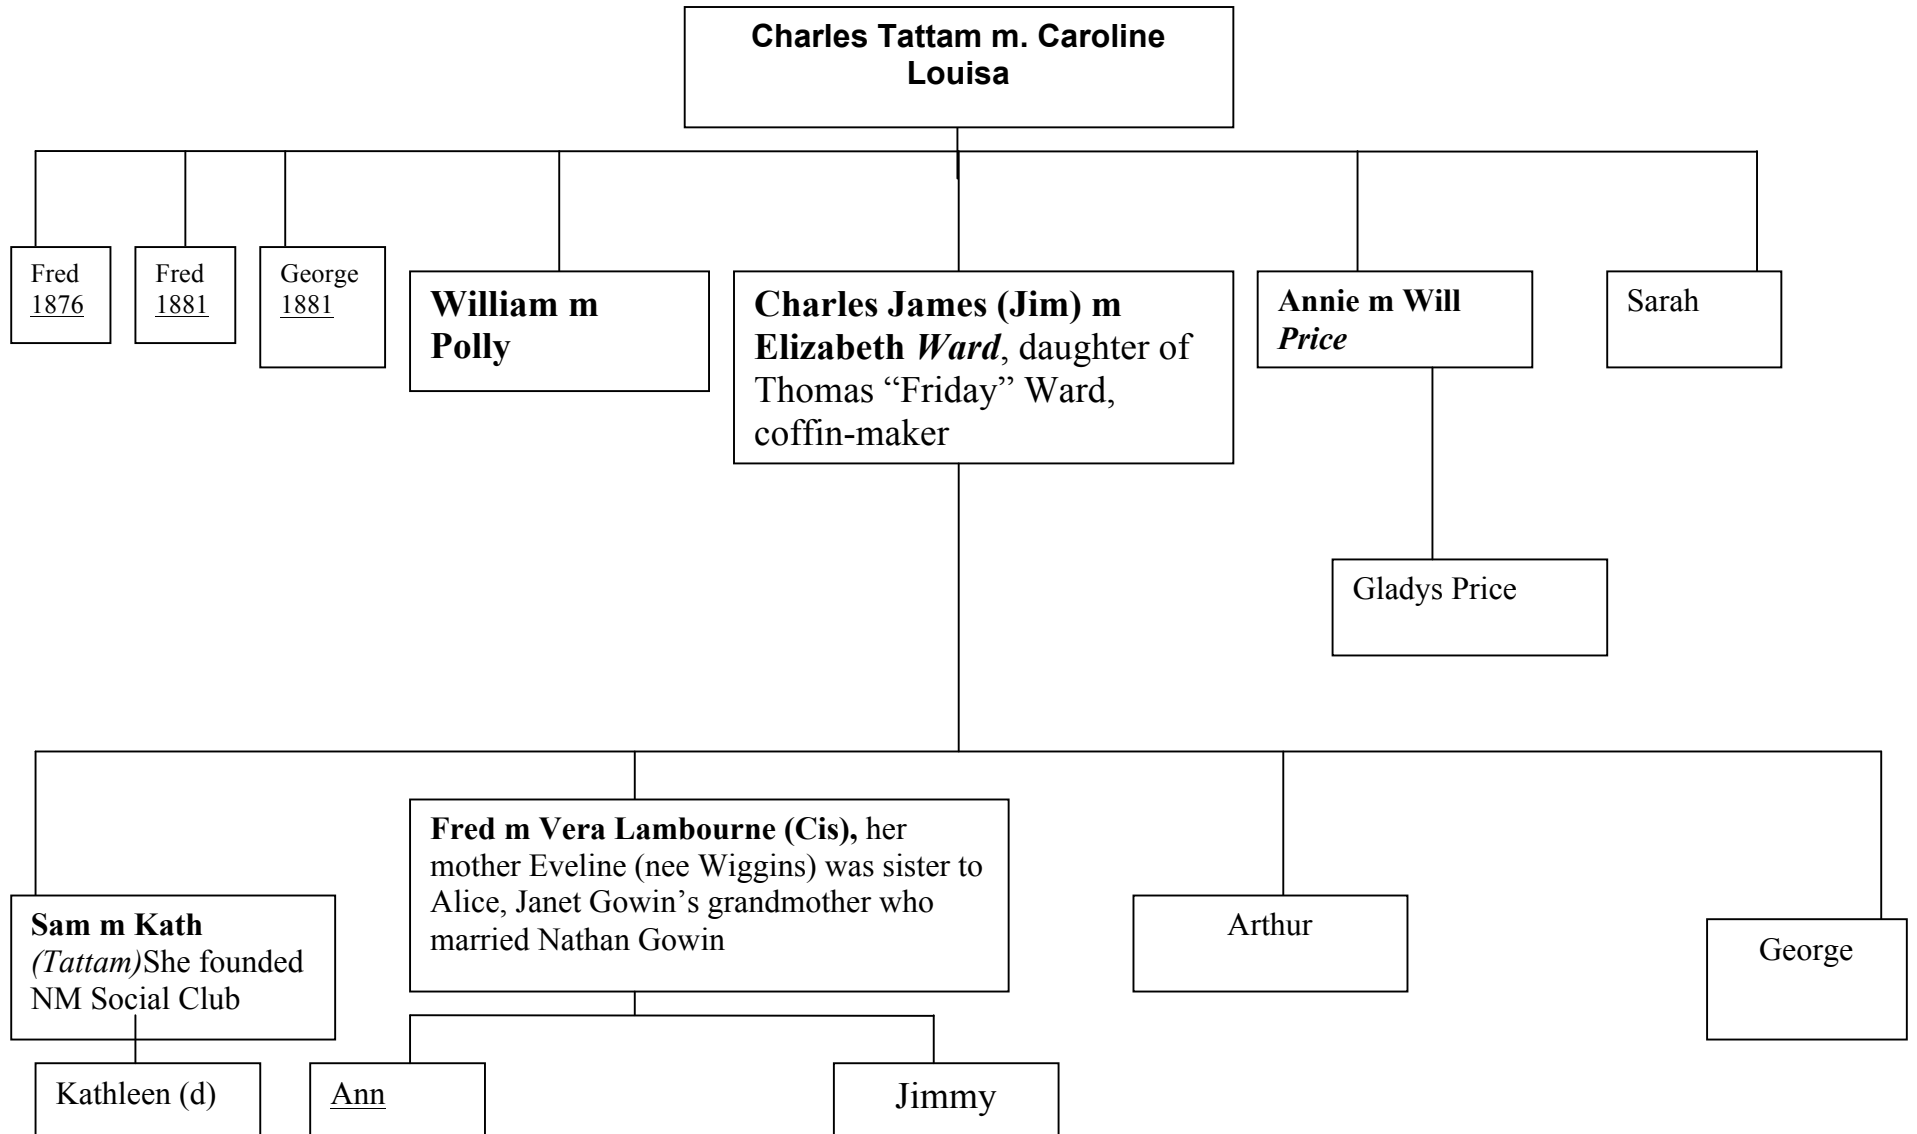 Charles Tattam m. Caroline
Louisa
Fred
1876
Fred
1881
George
1881
William m
Polly
Charles James (Jim) m
Elizabeth Ward, daughter of
Thomas “Friday” Ward,
coffin-maker
Annie m Will
Price
Sarah
Gladys Price
Sam m Kath
(Tattam)She founded
NM Social Club
Fred m Vera Lambourne (Cis), her
mother Eveline (nee Wiggins) was sister to
Alice, Janet Gowin’s grandmother who
married Nathan Gowin
Arthur
George
Kathleen (d)
Ann
Jimmy